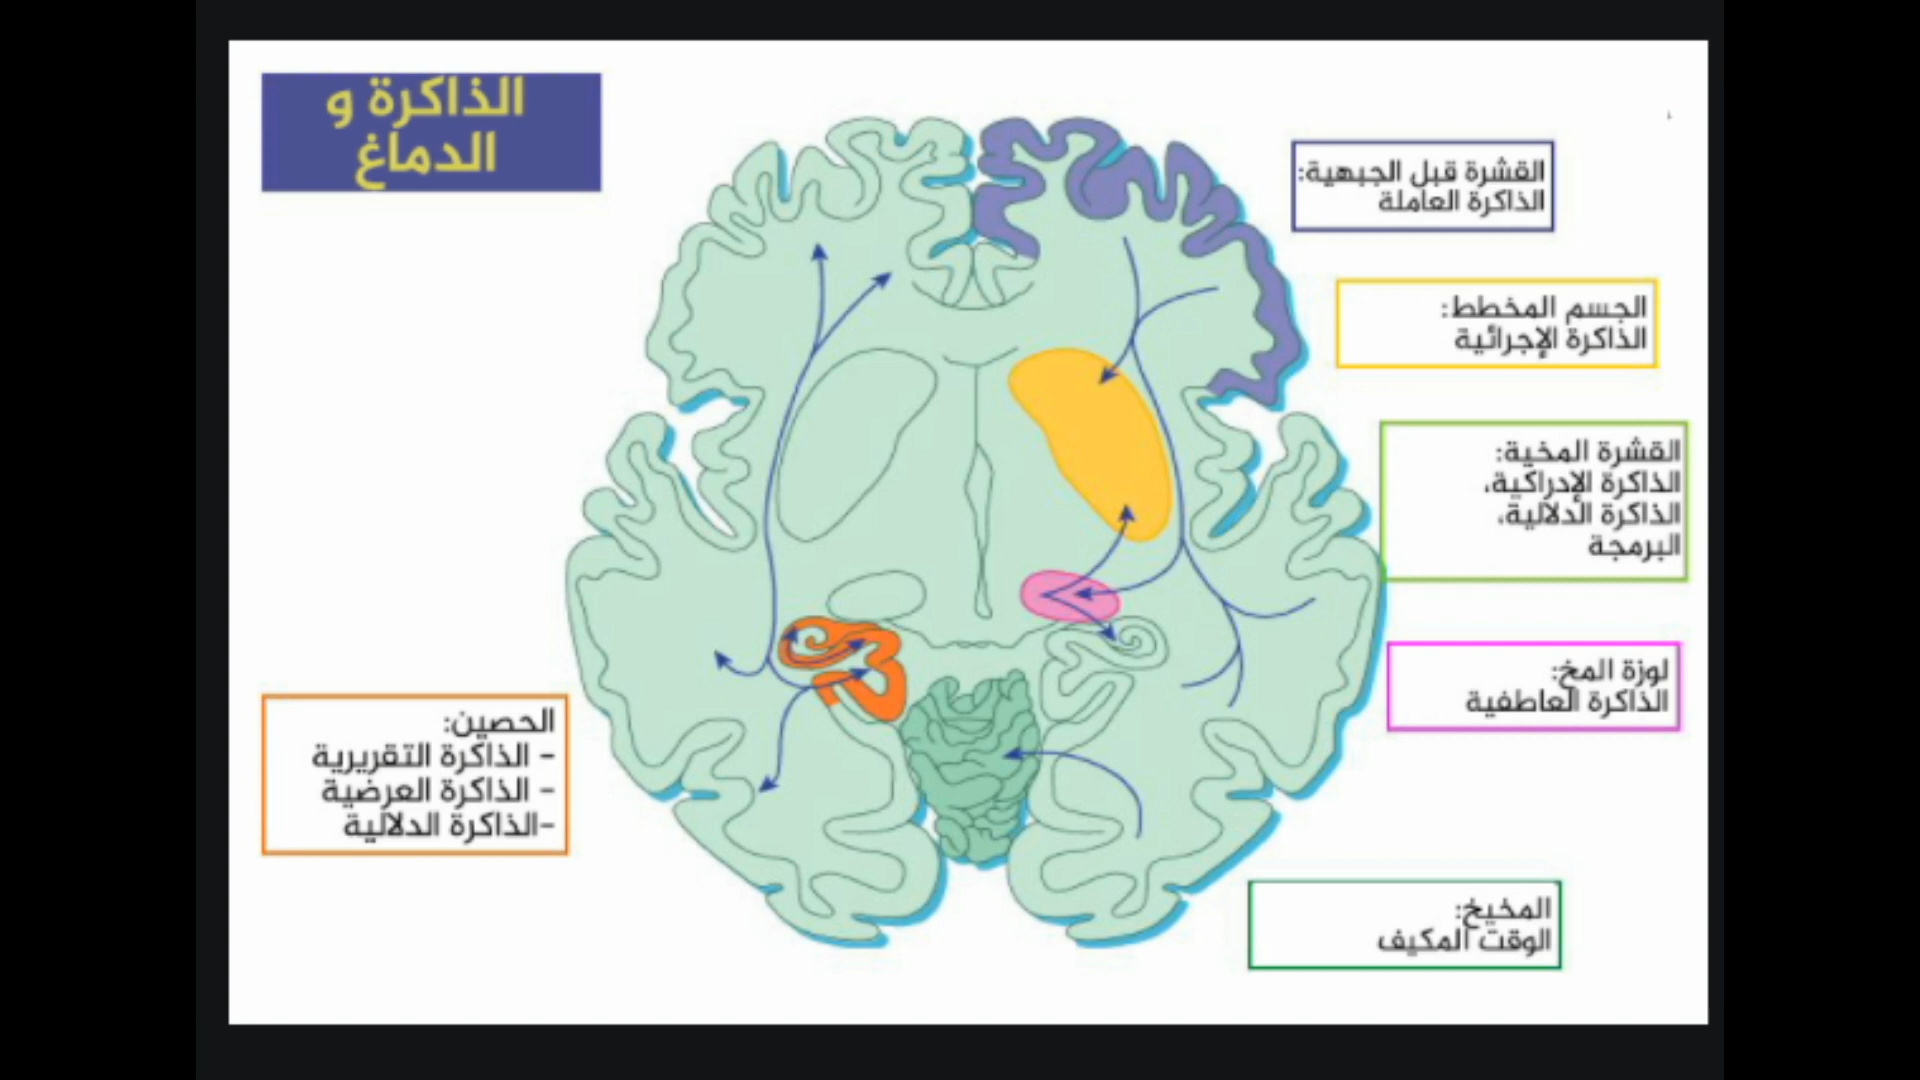 الذاكرة و
الدماغ
القشرة قبل الجبهية:
الذاكرة العاملة
الجسم المخطط:
الذاكرة الإجرائية
القشرة المخية:
الذاكرة الإدراكية،
الذاكرة الدلالية،
البرمجة
لوزة المخ:
الذاكرة العاطفية
الحصين:
- الذاكرة التقريرية
- الذاكرة العرضية
-الذاكرة الدلالية
المخيخ:
الوقت المكيف